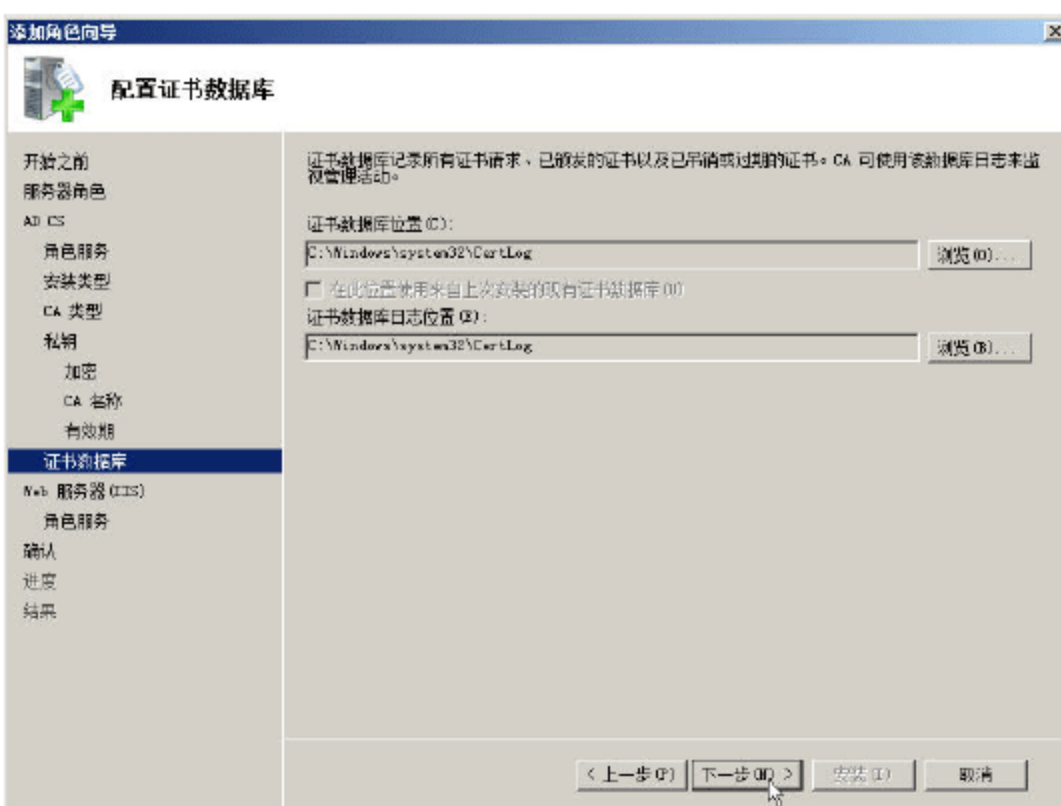 添加角色向导
配置证书数据库
开始之前
服务器角色
AD CS
角色服务
安装类型
CA 类型
私钥
加密
CA 名称
有效期
证书数据库
Web 服务器(IIS)
角色服务
确认
进度
结果
证书数据库记录所有证书请求、已颁发的证书以及已吊销或过期的证书。CA 可使用该数据库日志来监
视管理活动。
证书数据库位置(C):
C:\Windows\system32\CertLog
浏览(O)...
在此位置使用来自上次安装的现有证书数据库(U)
证书数据库日志位置(E):
C:\Windows\system32\CertLog
浏览(B)...
< 上一步(P)
下一步(N) >
安装(I)
取消